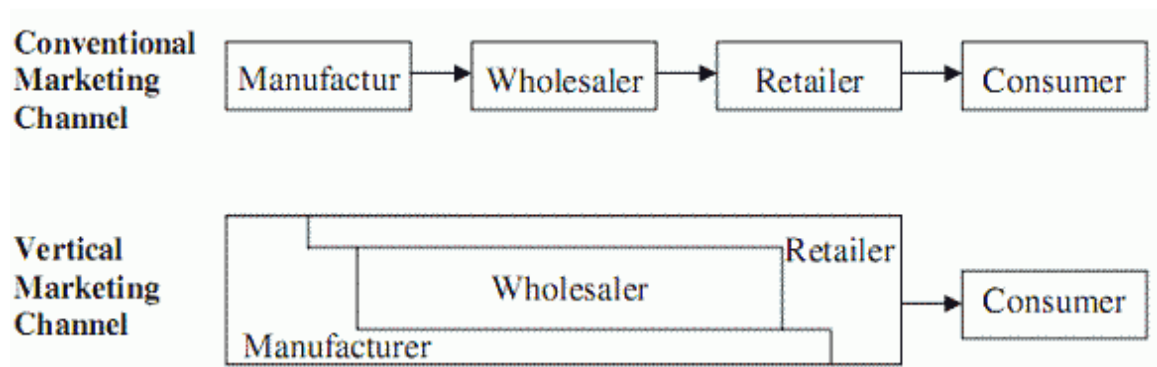 Conventional
Marketing
Channel
Manufactur
Wholesaler
Retailer
Consumer
Vertical
Marketing
Channel
Retailer
Wholesaler
Manufacturer
Consumer